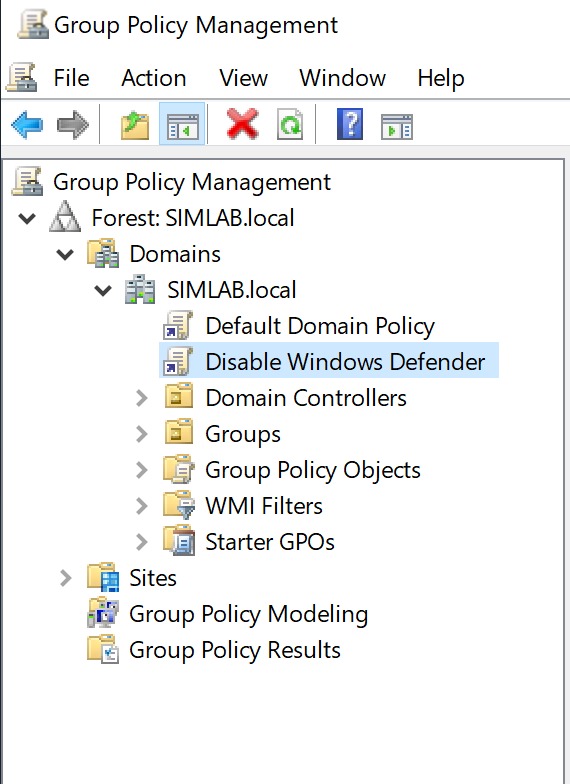 Group Policy Management
File Action View Window Help
Group Policy Management
Forest: SIMLAB.local
Domains
SIMLAB.local
Default Domain Policy
Disable Windows Defender
Domain Controllers
Groups
Group Policy Objects
WMI Filters
Starter GPOs
Sites
Group Policy Modeling
Group Policy Results